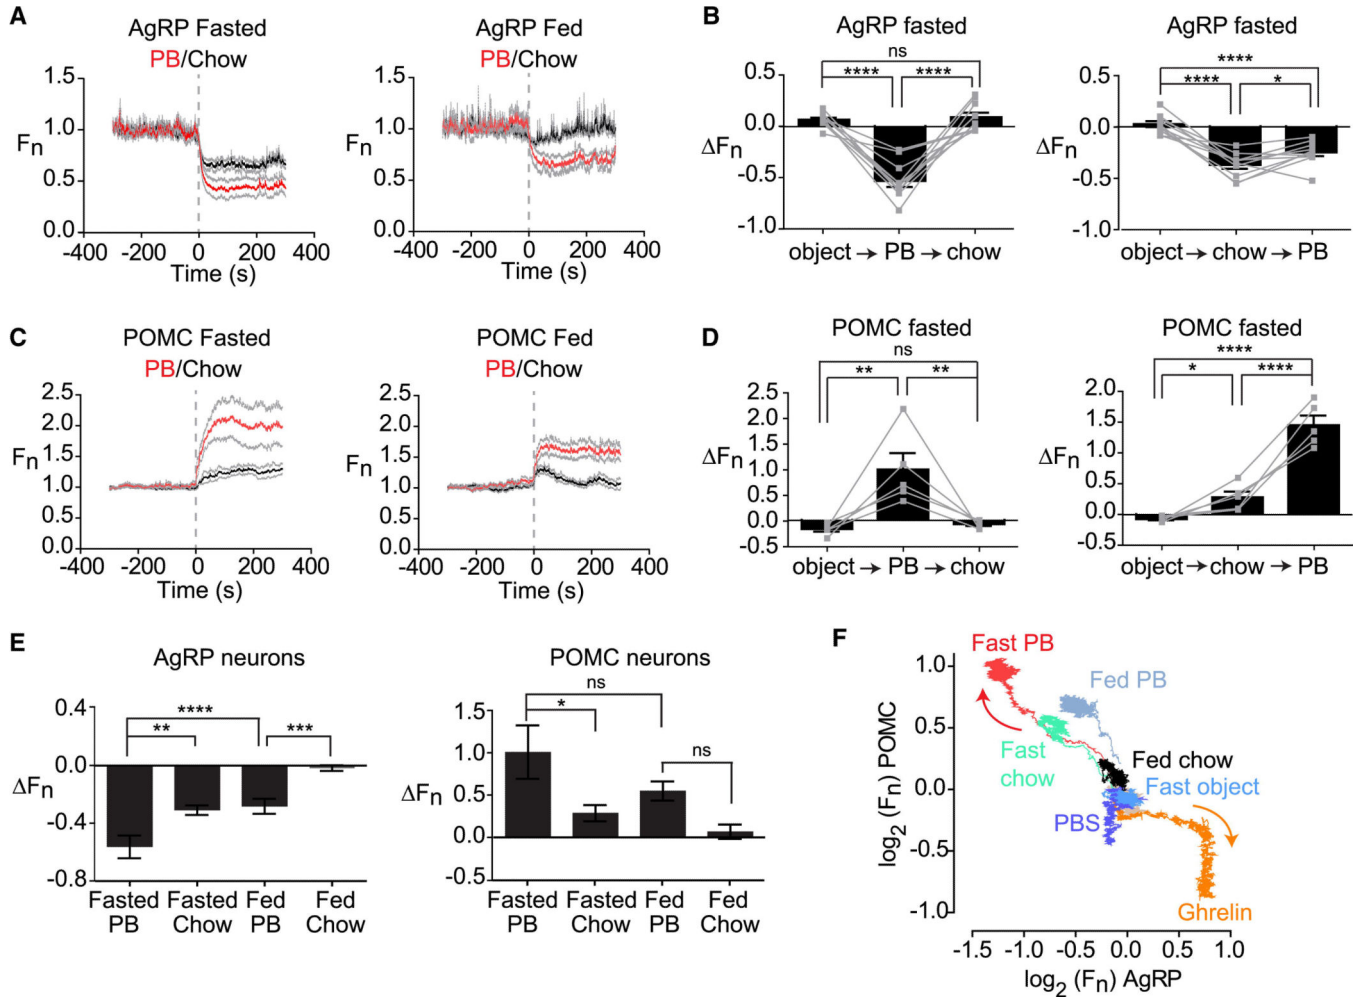 A
AgRP Fasted
PB/Chow
Fn
1.5
1.0
0.5
0.0
-400 -200 0 200 400
Time (s)
AgRP Fed
PB/Chow
Fn
1.5
1.0
0.5
0.0
-400 -200 0 200 400
Time (s)
B
AgRP fasted
ns
**** ****
ΔFn
0.5
0
-0.5
-1.0
object → PB → chow
AgRP fasted
****
**** *
ΔFn
0.5
0
-0.5
-1.0
object → chow → PB
C
POMC Fasted
PB/Chow
Fn
2.5
2.0
1.5
1.0
0.5
0.0
-400 -200 0 200 400
Time (s)
POMC Fed
PB/Chow
Fn
2.5
2.0
1.5
1.0
0.5
0.0
-400 -200 0 200 400
Time (s)
D
POMC fasted
ns
** **
ΔFn
2.5
2.0
1.5
1.0
0.5
0
-0.5
object → PB → chow
POMC fasted
****
* ****
ΔFn
2.0
1.5
1.0
0.5
0
-0.5
object → chow → PB
E
AgRP neurons
****
** ***
ΔFn
0.4
0
-0.4
-0.8
Fasted PB
Fasted Chow
Fed PB
Fed Chow
POMC neurons
ns
*
ns
ΔFn
1.5
1.0
0.5
0.0
-0.5
Fasted PB
Fasted Chow
Fed PB
Fed Chow
F
Fast PB
Fed PB
Fast chow
Fed chow
Fast object
PBS
Ghrelin
log2 (Fn) POMC
1.0
0.5
0.0
-0.5
-1.0
-1.5 -1.0 -0.5 0.0 0.5 1.0
log2 (Fn) AgRP